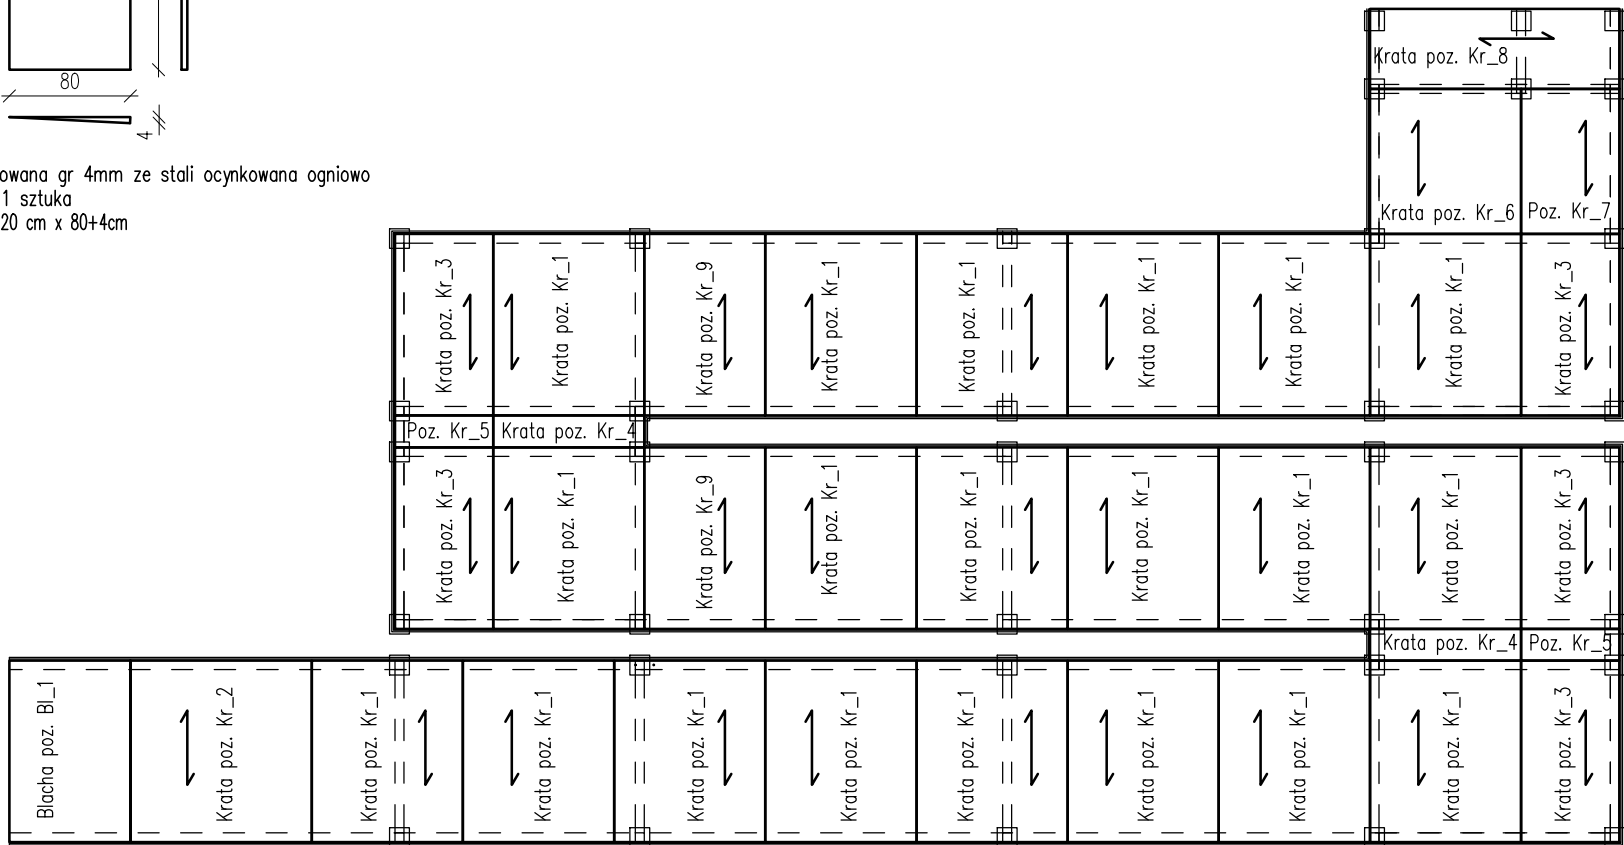 80
4
owana gr 4mm ze stali ocynkowana ogniowo
1 sztuka
20 cm x 80+4cm
Krata poz. Kr_8
Krata poz. Kr_6
Poz. Kr_7
Krata poz. Kr_3
Krata poz. Kr_1
Krata poz. Kr_9
Krata poz. Kr_1
Krata poz. Kr_1
Krata poz. Kr_1
Krata poz. Kr_1
Krata poz. Kr_1
Krata poz. Kr_3
Poz. Kr_5
Krata poz. Kr_4
Krata poz. Kr_3
Krata poz. Kr_1
Krata poz. Kr_9
Krata poz. Kr_1
Krata poz. Kr_1
Krata poz. Kr_1
Krata poz. Kr_1
Krata poz. Kr_1
Krata poz. Kr_3
Krata poz. Kr_4
Poz. Kr_5
Blacha poz. Bl_1
Krata poz. Kr_2
Krata poz. Kr_1
Krata poz. Kr_1
Krata poz. Kr_1
Krata poz. Kr_1
Krata poz. Kr_1
Krata poz. Kr_1
Krata poz. Kr_1
Krata poz. Kr_1
Krata poz. Kr_3